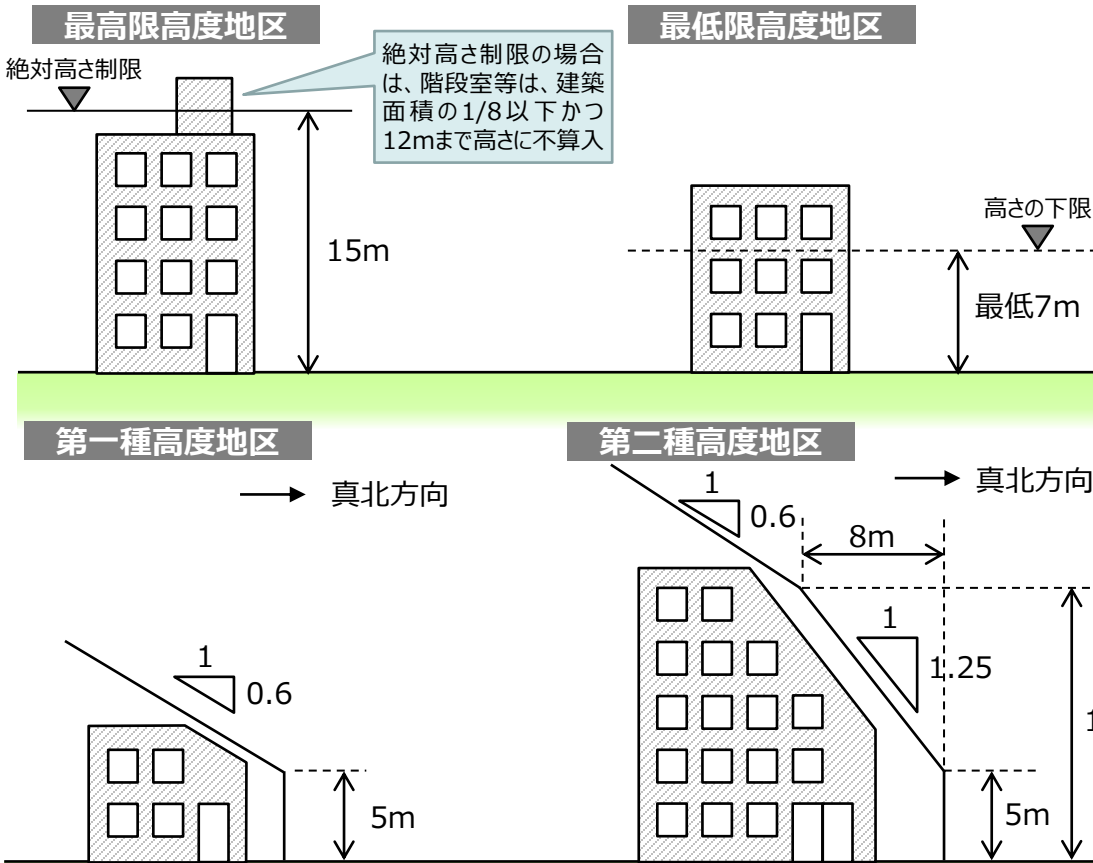 最高限高度地区
絶対高さ制限
絶対高さ制限の場合
は、階段室等は、建築
面積の1/8以下かつ
12mまで高さに不算入
15m
最低限高度地区
高さの下限
最低7m
第一種高度地区
真北方向
1
0.6
5m
第二種高度地区
真北方向
1
0.6
8m
1
1.25
5m